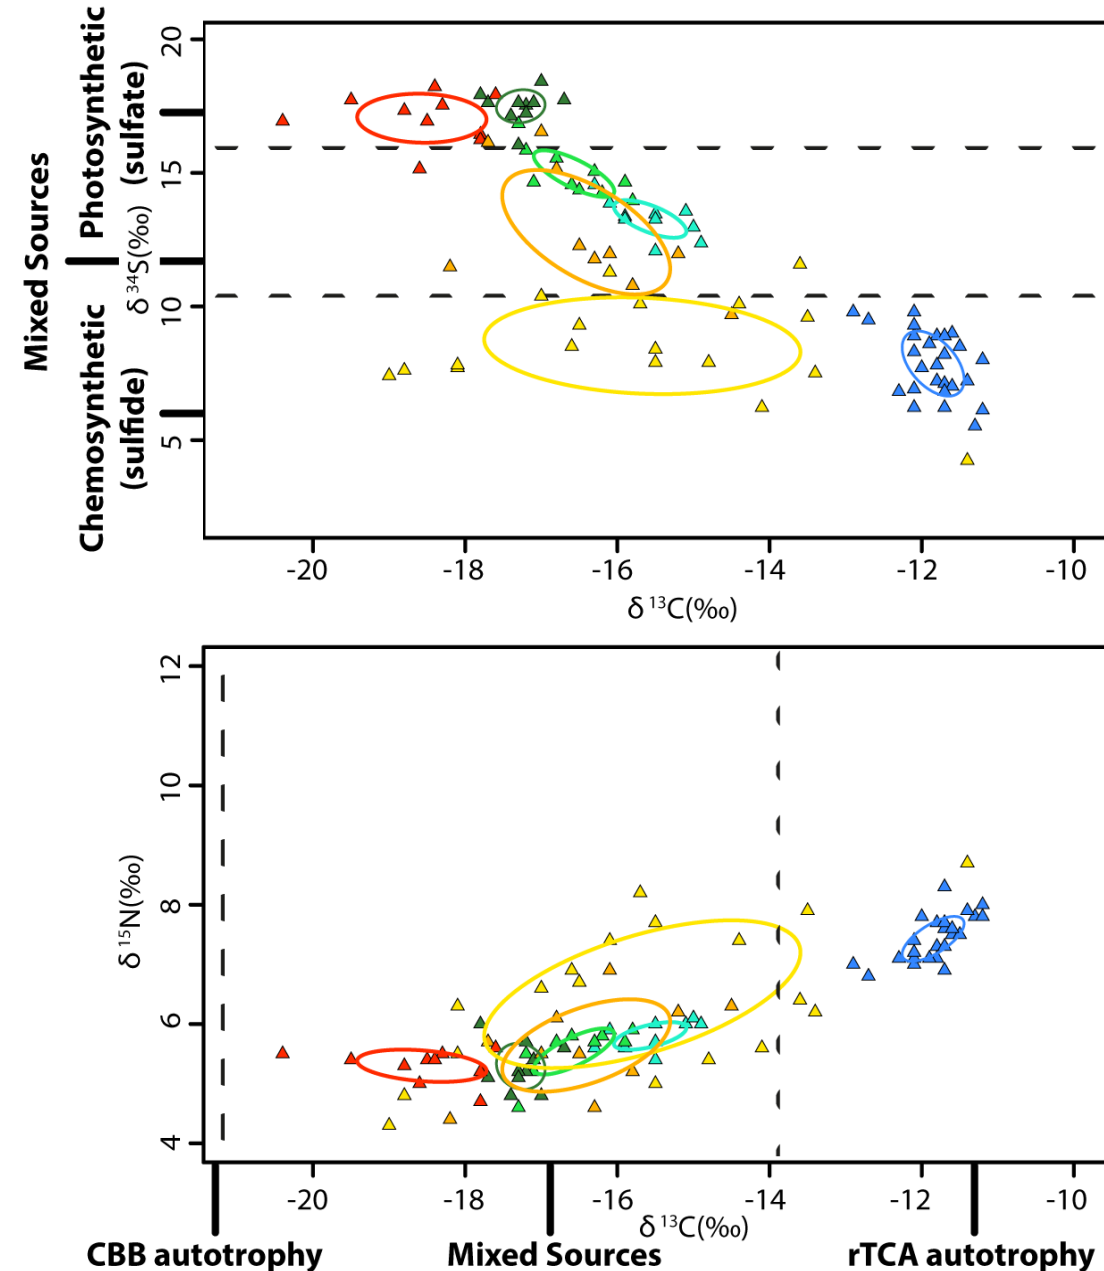 Mixed Sources
Photosynthetic
(sulfate)
Chemosynthetic
(sulfide)
δ ³⁴S(‰)
20
15
10
5
-20 -18 -16 -14 -12 -10
δ ¹³C(‰)
δ ¹⁵N(‰)
12
10
8
6
4
-20 -18 -16 -14 -12 -10
δ ¹³C(‰)
CBB autotrophy Mixed Sources rTCA autotrophy